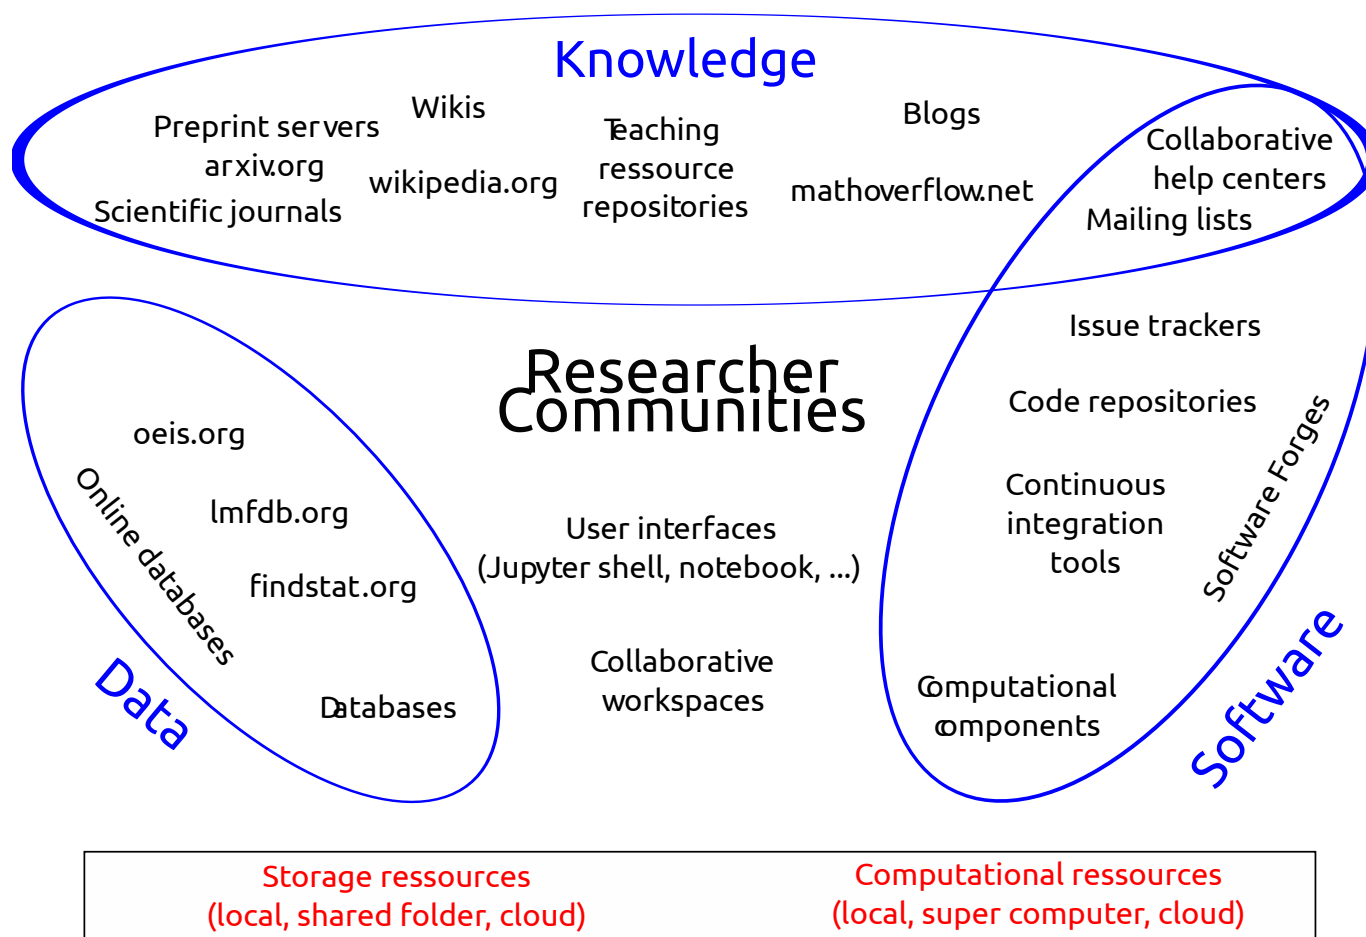 Knowledge
Preprint servers
arxiv.org
Scientific journals
Wikis
wikipedia.org
Teaching
ressource
repositories
Blogs
mathoverflow.net
Collaborative
help centers
Mailing lists
Researcher
Communities
oeis.org
lmfdb.org
findstat.org
Online databases
Databases
Data
User interfaces
(Jupyter shell, notebook, ...)
Collaborative
workspaces
Issue trackers
Code repositories
Continuous
integration
tools
Software Forges
Computational
components
Software
Storage ressources
(local, shared folder, cloud)
Computational ressources
(local, super computer, cloud)